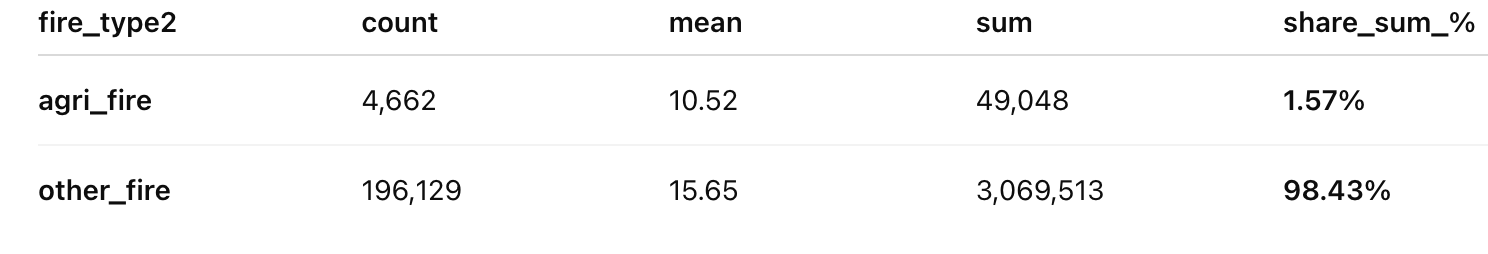 fire_type2 count mean sum share_sum_%
agri_fire 4,662 10.52 49,048 1.57%
other_fire 196,129 15.65 3,069,513 98.43%